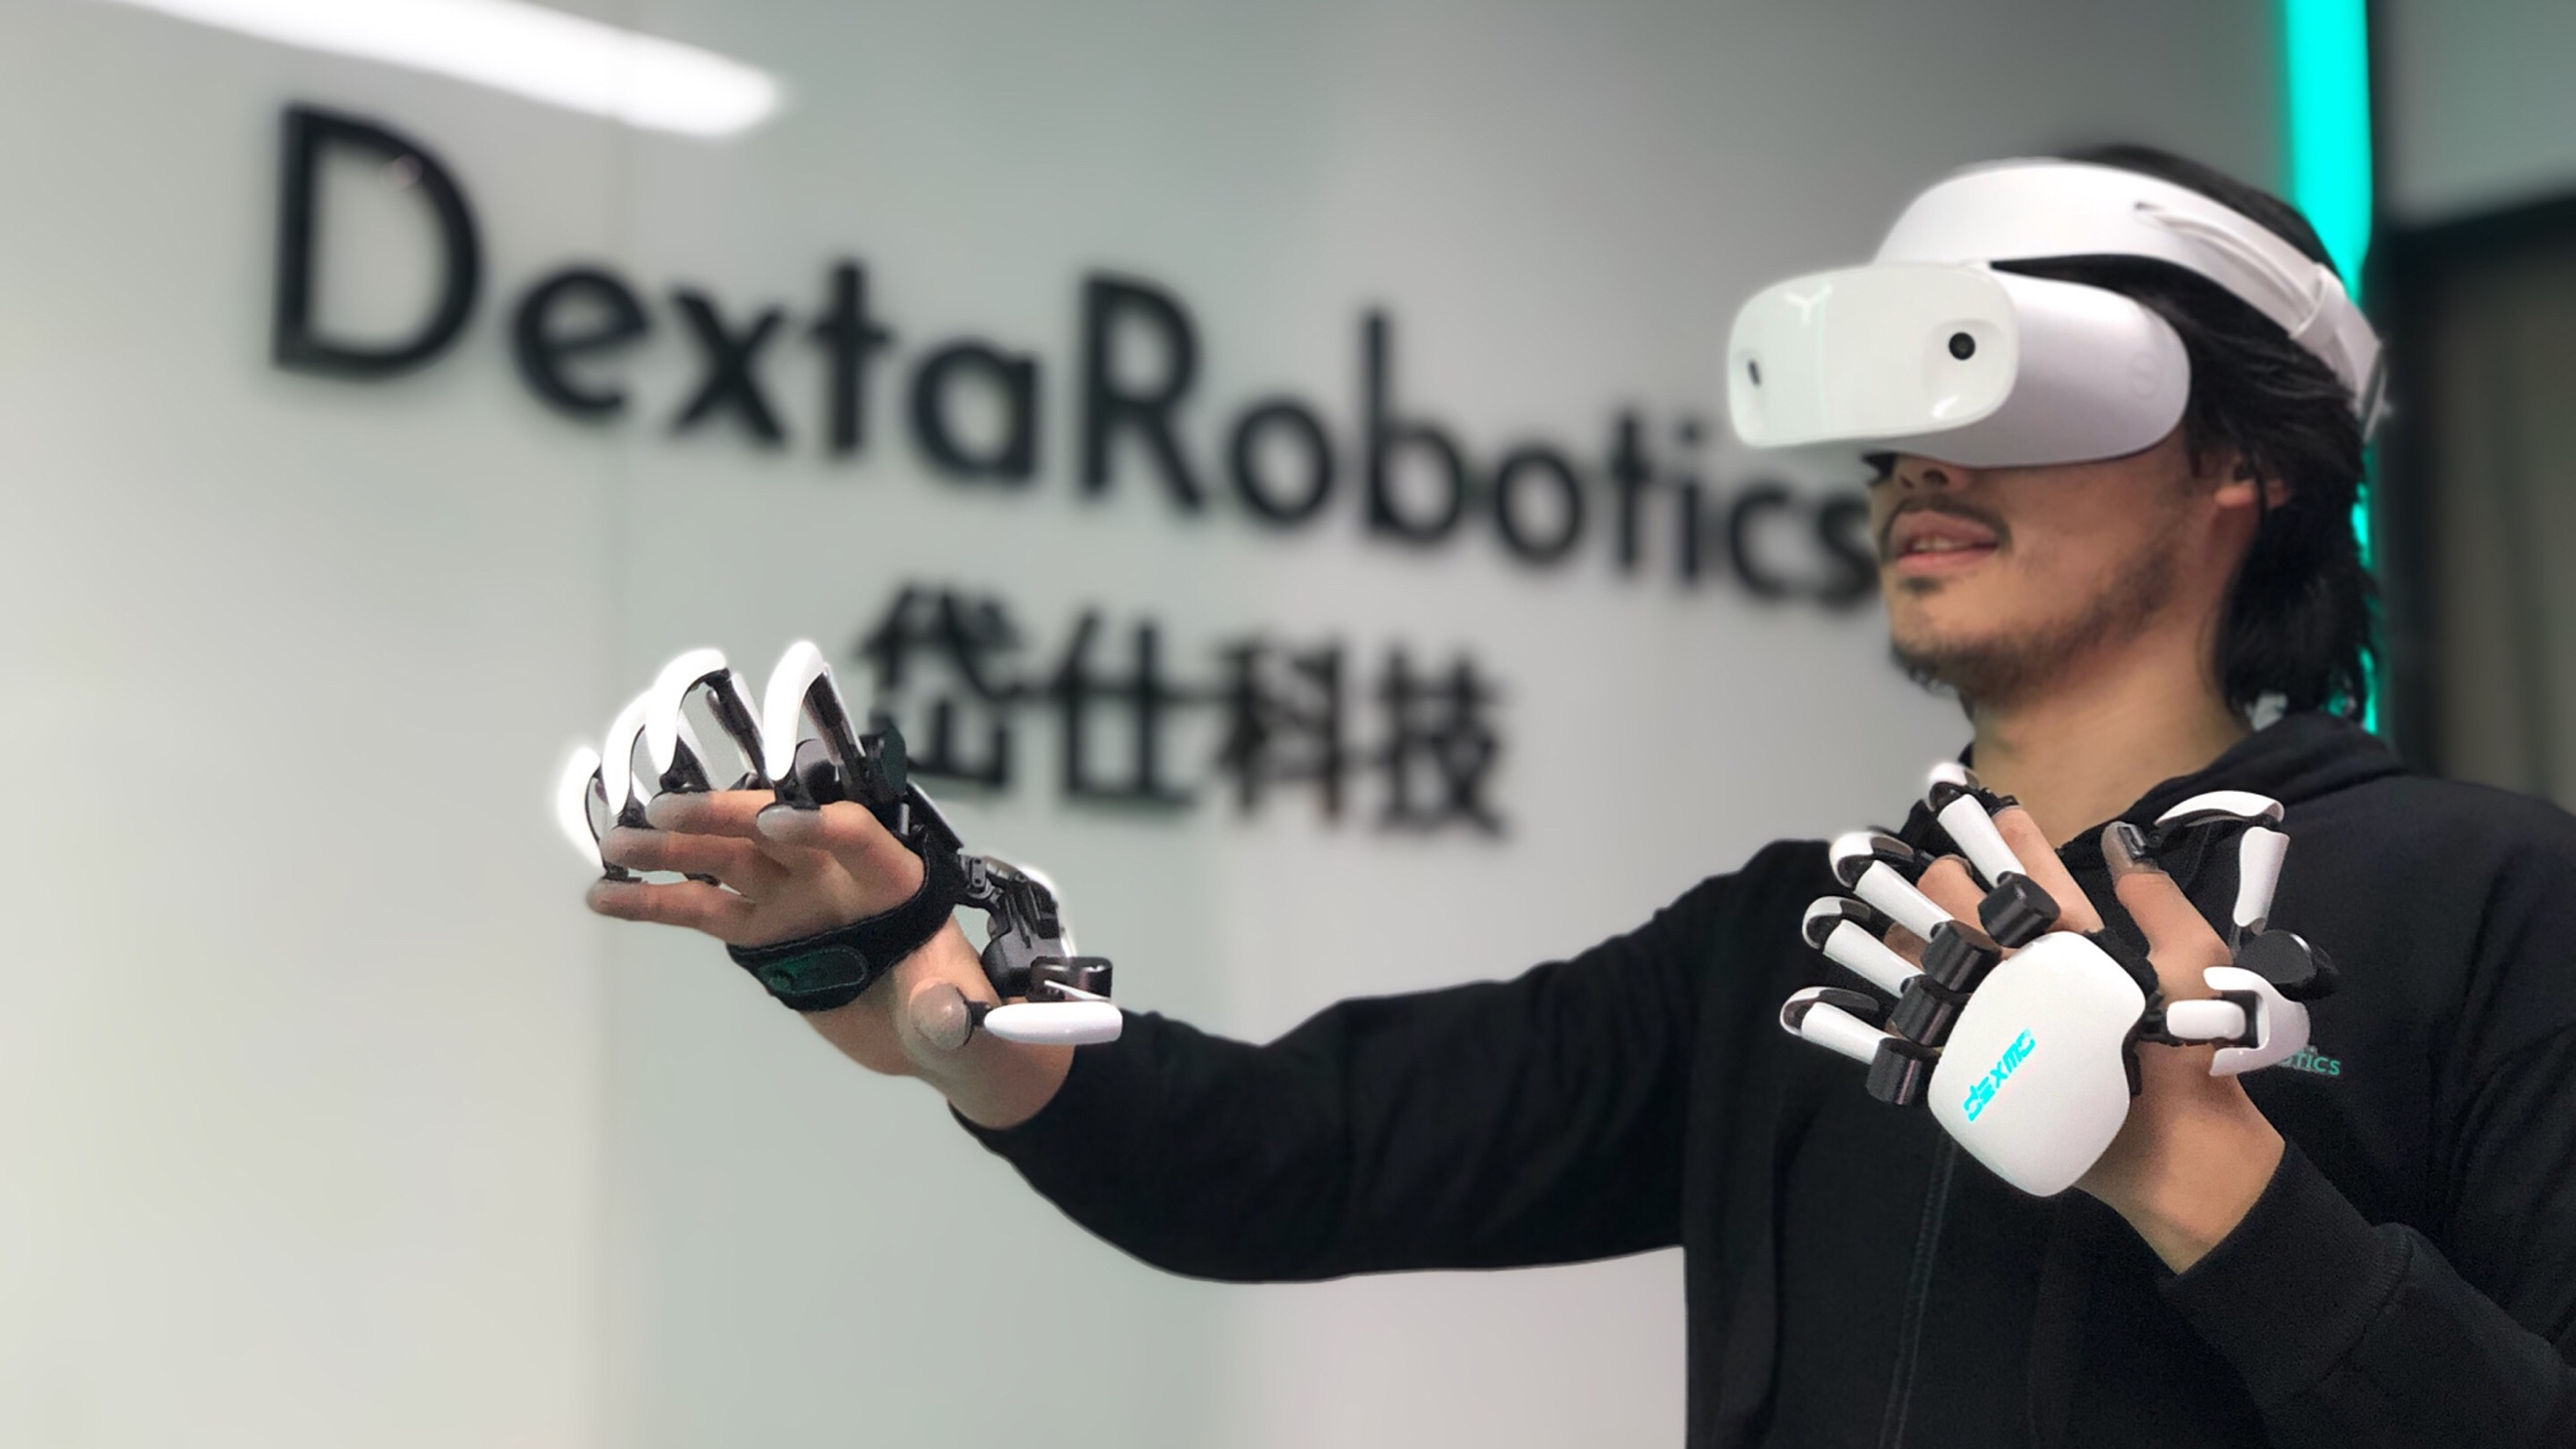 DextaRobotics
岱仕科技
dexmo
otics